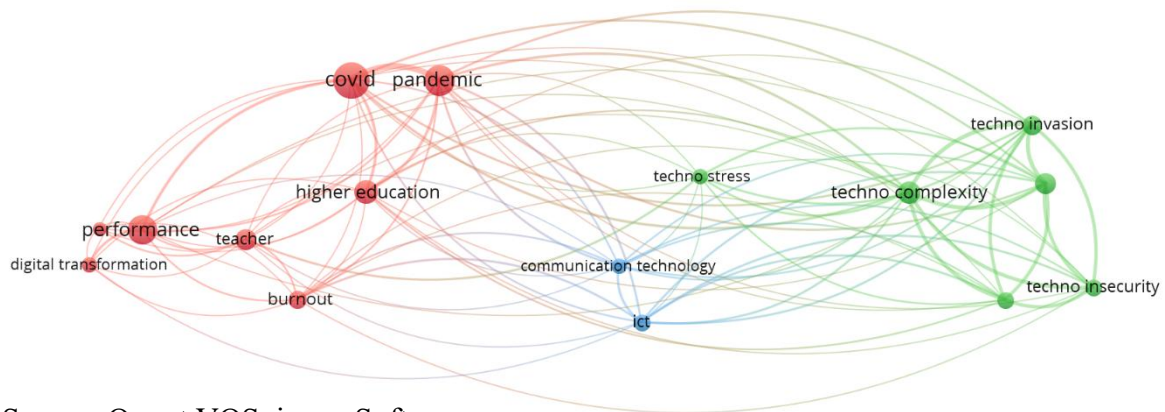 covid
pandemic
techno invasion
techno stress
higher education
techno complexity
performance
teacher
digital transformation
communication technology
burnout
techno insecurity
ict